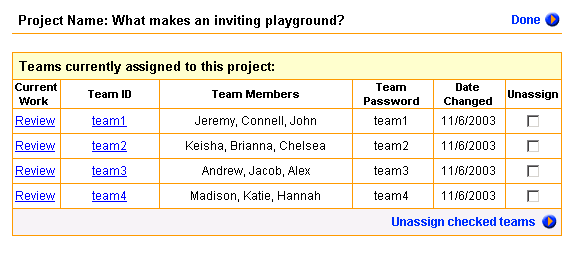 Project Name: What makes an inviting playground? Done
Teams currently assigned to this project:
Current Work Team ID Team Members Team Password Date Changed Unassign
Review team1 Jeremy, Connell, John team1 11/6/2003
Review team2 Keisha, Brianna, Chelsea team2 11/6/2003
Review team3 Andrew, Jacob, Alex team3 11/6/2003
Review team4 Madison, Katie, Hannah team4 11/6/2003
Unassign checked teams